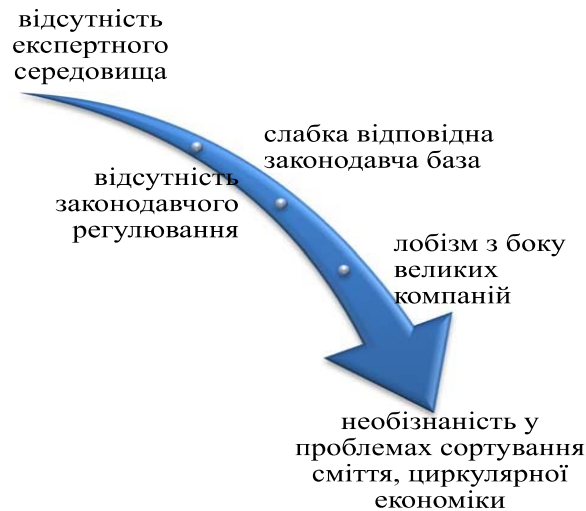 відсутність
експертного
середовища
слабка відповідна
законодавча база
відсутність
законодавчого
регулювання
лобізм з боку
великих
компаній
необізнаність у
проблемах сортування
сміття, циркулярної
економіки